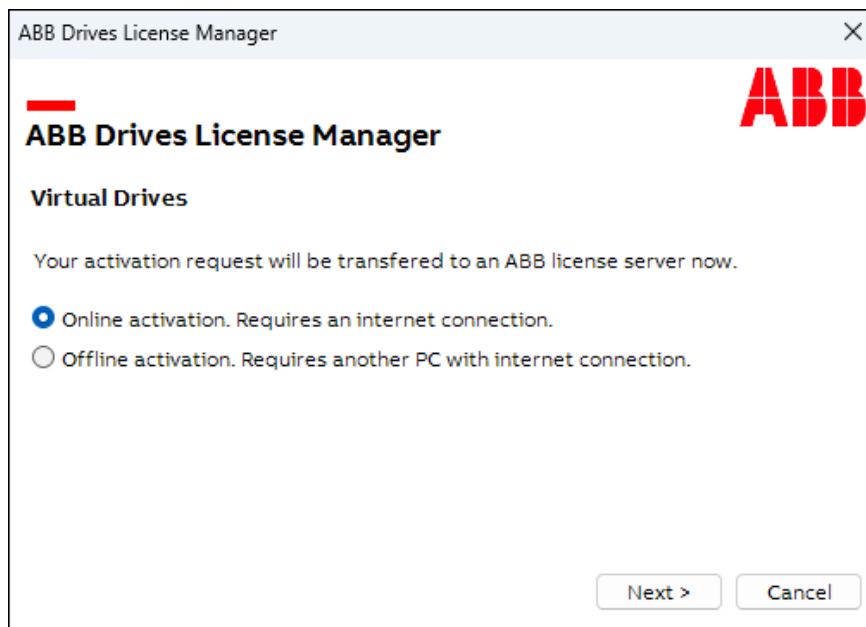 ABB Drives License Manager
ABB
ABB Drives License Manager
Virtual Drives
Your activation request will be transfered to an ABB license server now.
Online activation. Requires an internet connection.
Offline activation. Requires another PC with internet connection.
Next >
Cancel